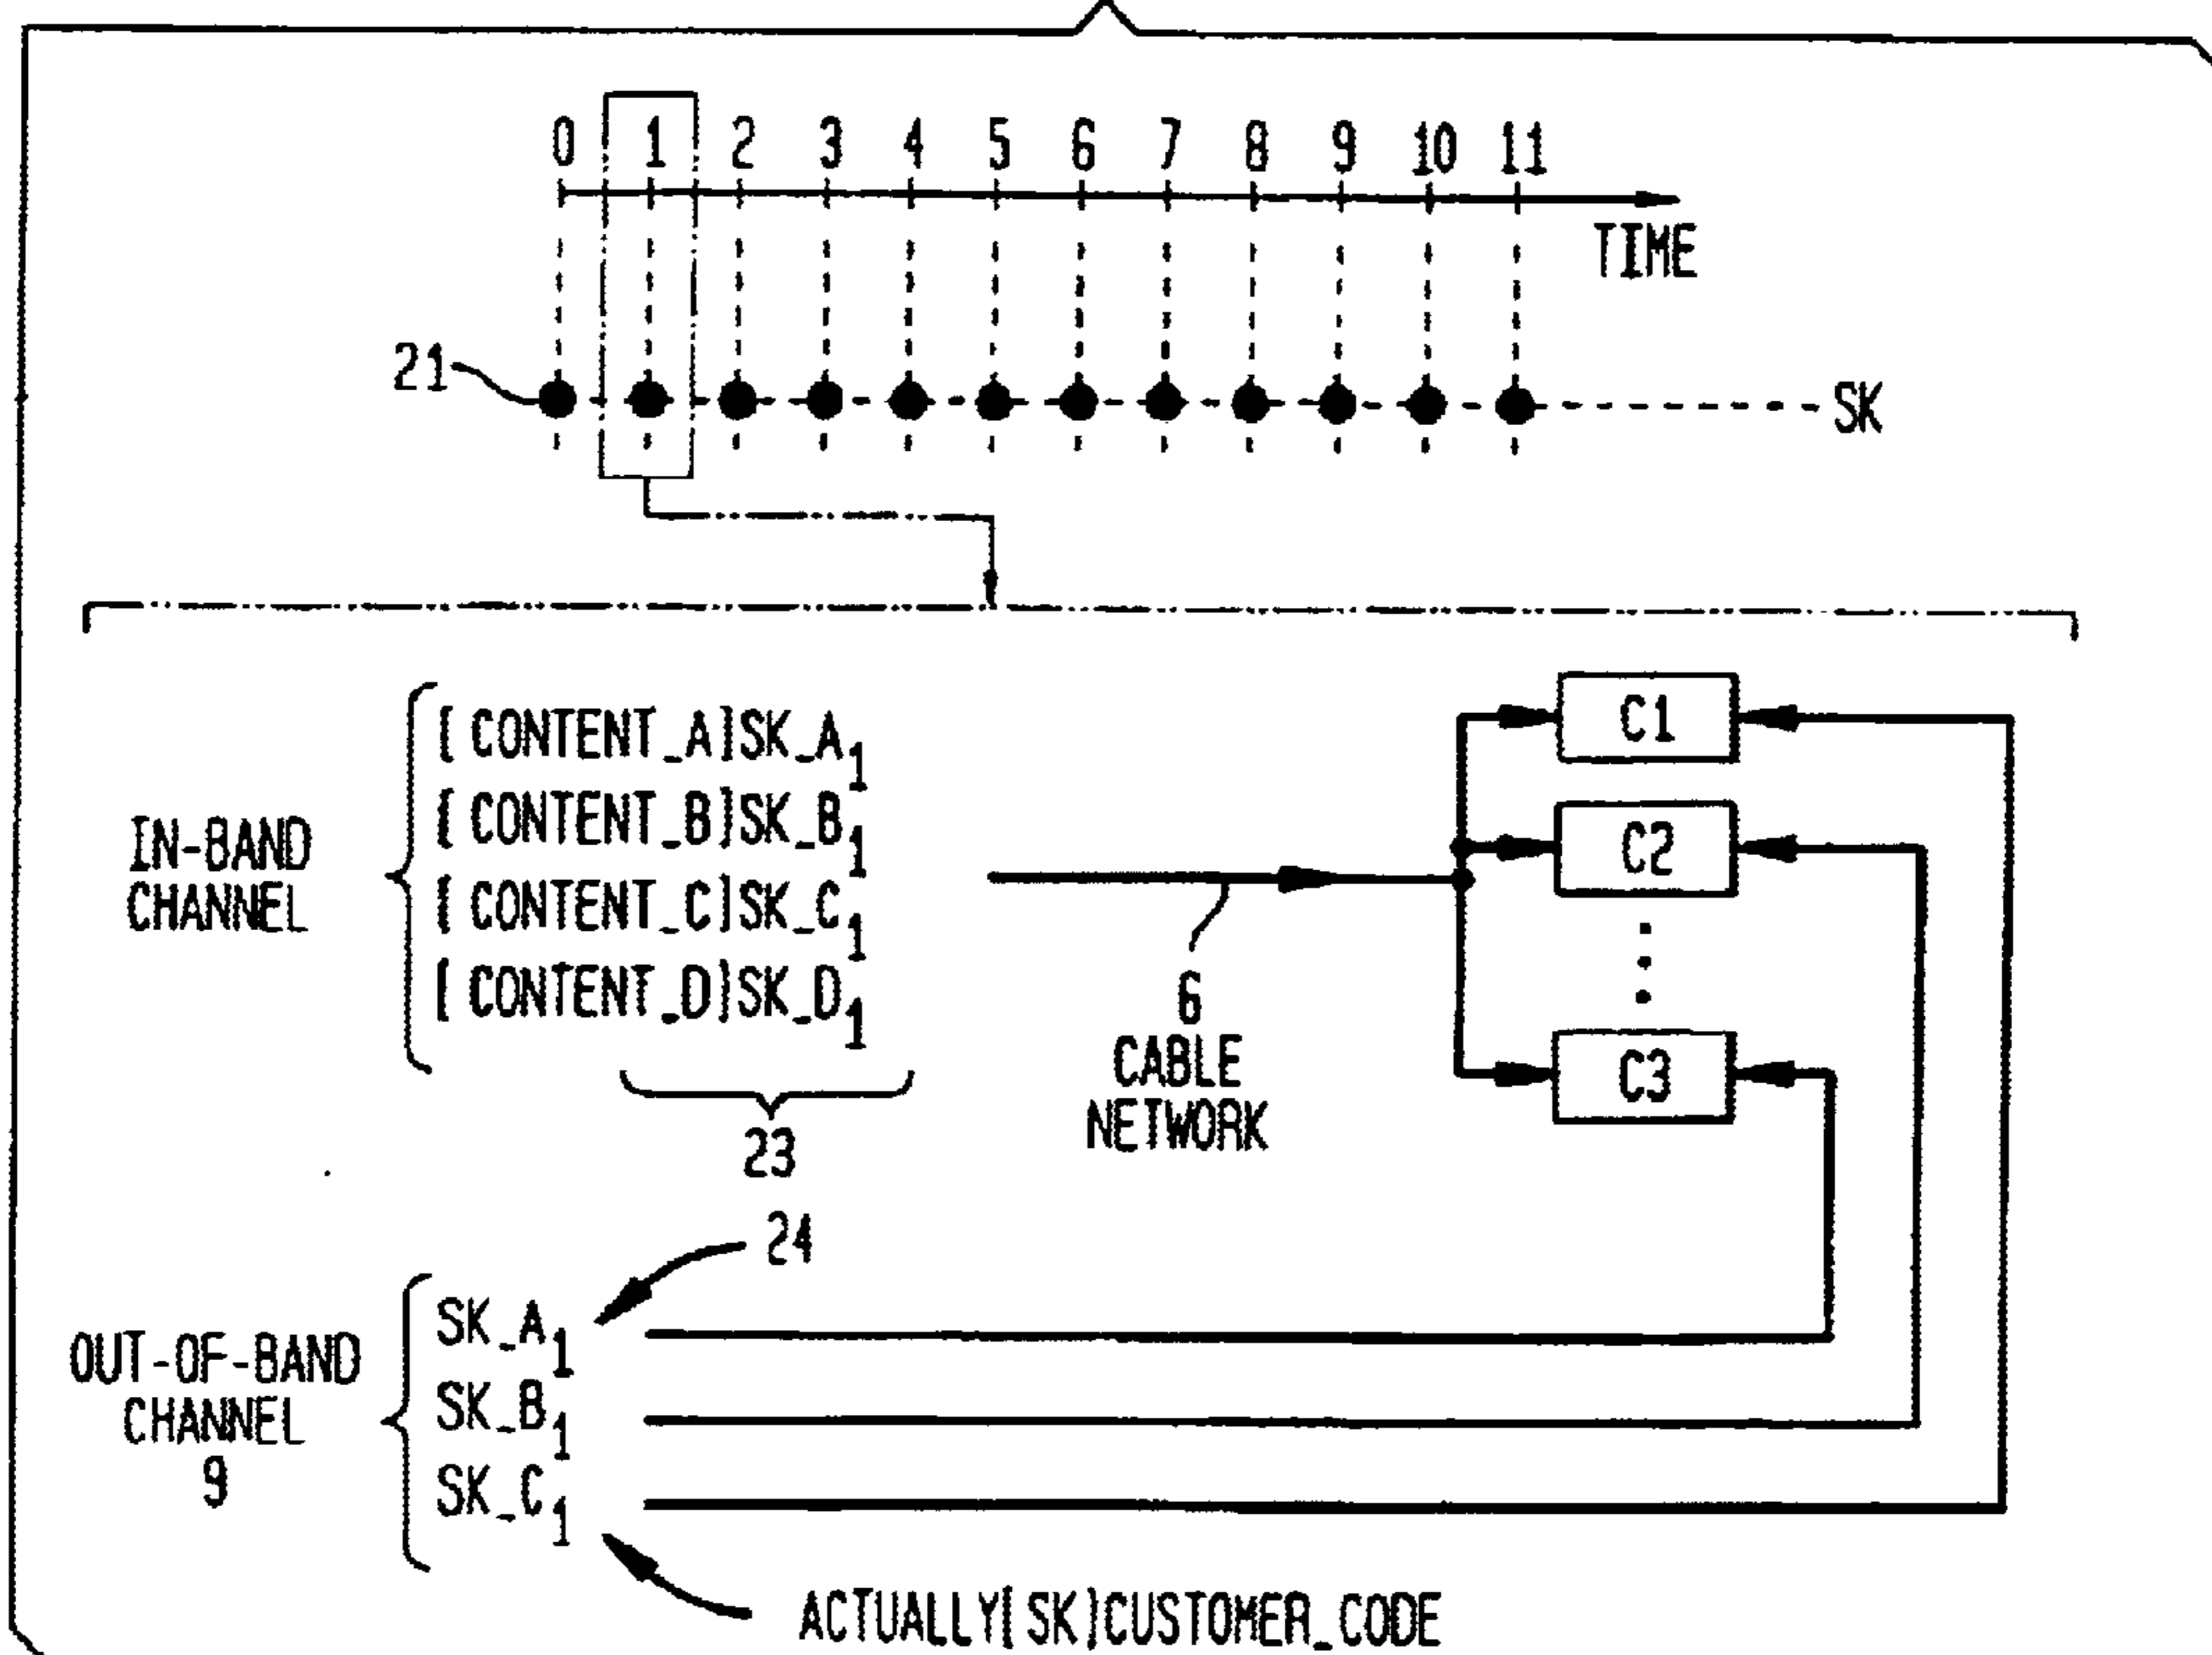 0 1 2 3 4 5 6 7 8 9 10 11
TIME
21
SK
[ CONTENT_A]SK_A1
[ CONTENT_B]SK_B1
[ CONTENT_C]SK_C1
[ CONTENT_D]SK_D1
IN-BAND
CHANNEL
23
6
CABLE
NETWORK
C1
C2
C3
24
OUT-OF-BAND
CHANNEL
9
SK_A1
SK_B1
SK_C1
ACTUALLY[SK]CUSTOMER_CODE